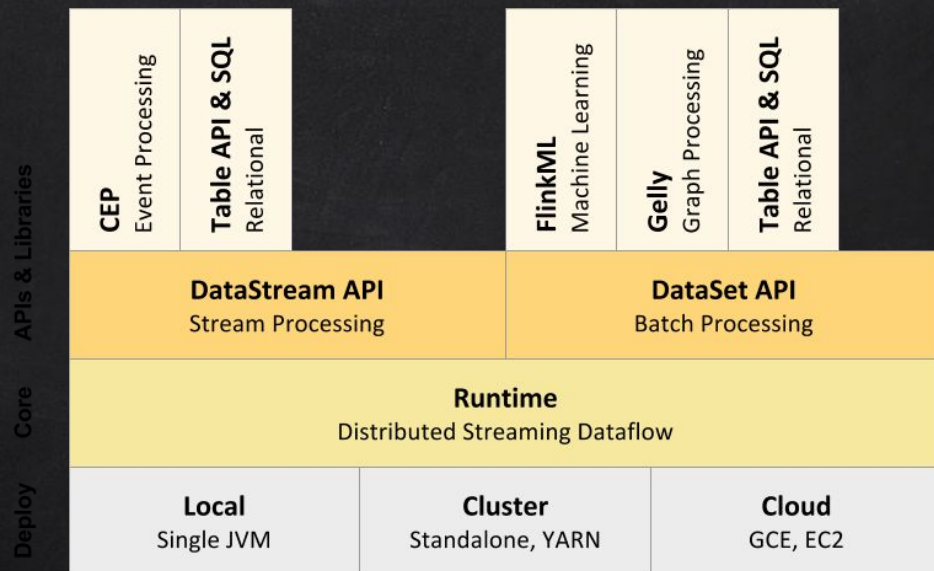 CEP
Event Processing
Table API & SQL
Relational
FlinkML
Machine Learning
Gelly
Graph Processing
Table API & SQL
Relational
APIs & Libraries
DataStream API
Stream Processing
DataSet API
Batch Processing
Core
Runtime
Distributed Streaming Dataflow
Deploy
Local
Single JVM
Cluster
Standalone, YARN
Cloud
GCE, EC2